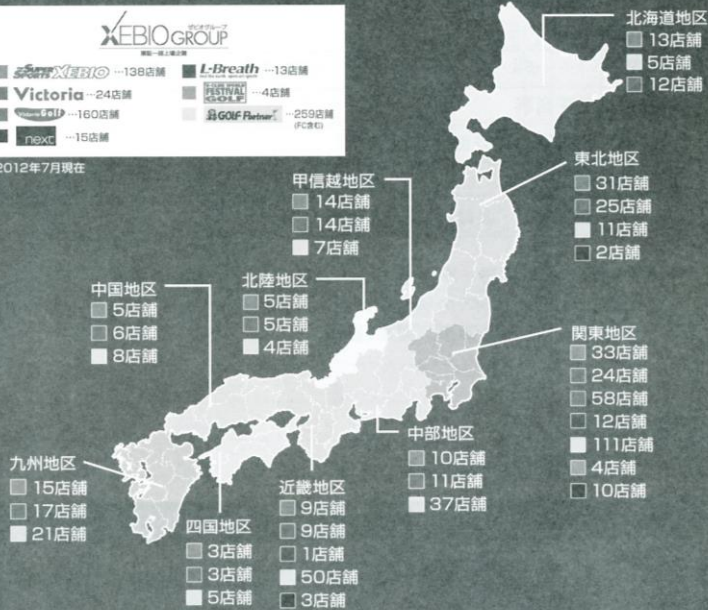 ゼビオグループ
XEBIO GROUP
東証一部上場企業
SUPER SPORTS XEBIO …138店舗
Victoria …24店舗
Victoria Golf …160店舗
next …15店舗
L-Breath …13店舗
FESTIVAL GOLF …4店舗
GOLF Partner …259店舗
(FC含む)
2012年7月現在
北海道地区
13店舗
5店舗
12店舗
東北地区
31店舗
25店舗
11店舗
2店舗
甲信越地区
14店舗
14店舗
7店舗
北陸地区
5店舗
5店舗
4店舗
中国地区
5店舗
6店舗
8店舗
関東地区
33店舗
24店舗
58店舗
12店舗
111店舗
4店舗
10店舗
中部地区
10店舗
11店舗
37店舗
九州地区
15店舗
17店舗
21店舗
四国地区
3店舗
3店舗
5店舗
近畿地区
9店舗
9店舗
1店舗
50店舗
3店舗